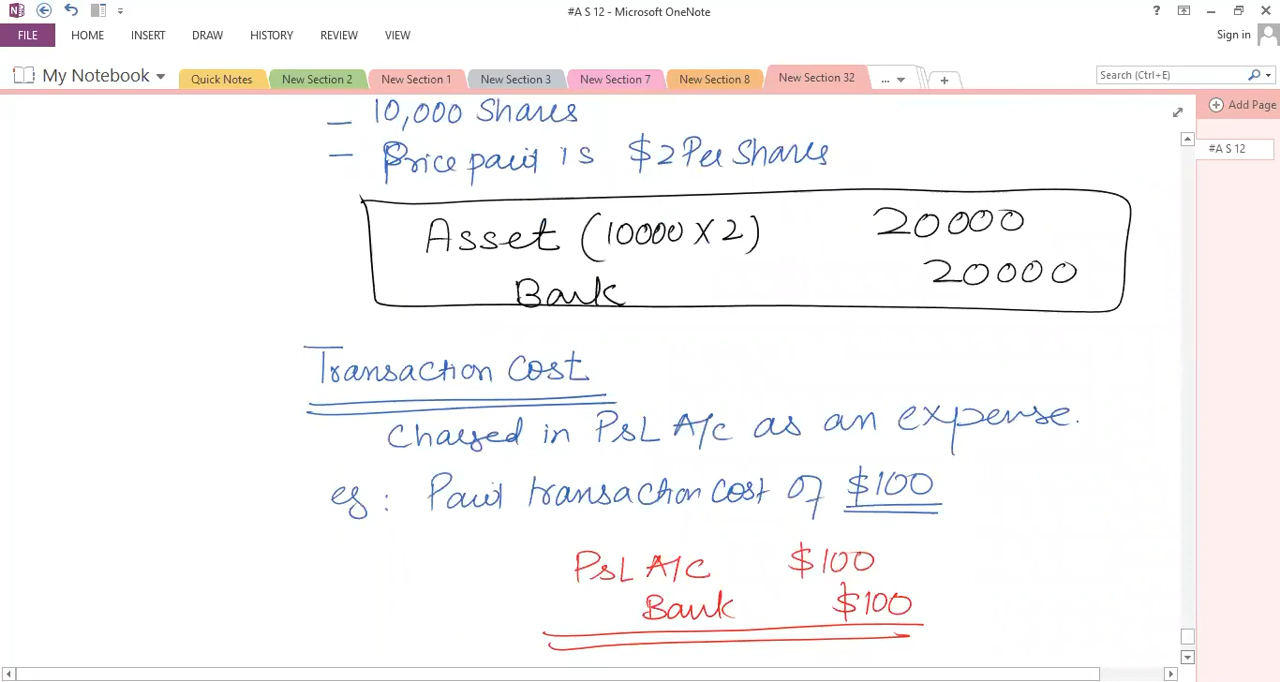 #A S 12 - Microsoft OneNote
?
FILE HOME INSERT DRAW HISTORY REVIEW VIEW
Sign in
My Notebook Quick Notes New Section 2 New Section 1 New Section 3 New Section 7 New Section 8 New Section 32 ... + Search (Ctrl+E)
Add Page
#A S 12
- 10,000 Shares
- Price paid is $2 Per Shares
Asset (10000 X 2) 20000
Bank 20000
Transaction Cost
Charged in PsL A/c as an expense.
eg: Paid transaction cost of $100
PsL A/c $100
Bank $100